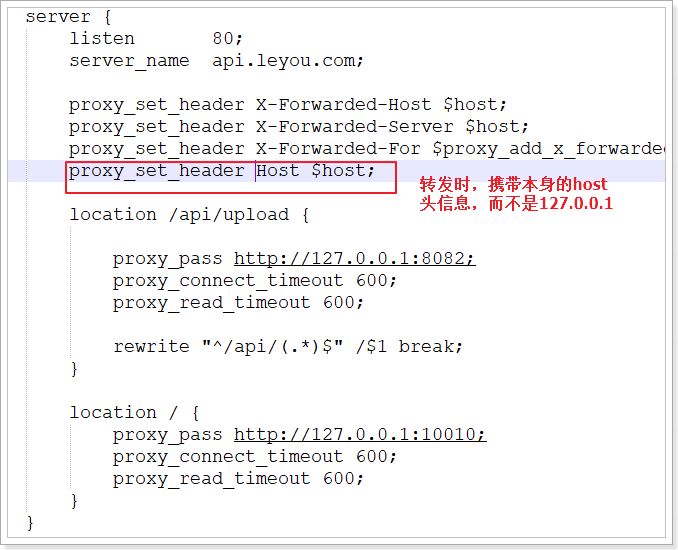 server {
listen 80;
server_name api.leyou.com;
proxy_set_header X-Forwarded-Host $host;
proxy_set_header X-Forwarded-Server $host;
proxy_set_header X-Forwarded-For $proxy_add_x_forwarded
proxy_set_header Host $host;
转发时，携带本身的host
头信息，而不是127.0.0.1
location /api/upload {
proxy_pass http://127.0.0.1:8082;
proxy_connect_timeout 600;
proxy_read_timeout 600;
rewrite "^/api/(.*)$" /$1 break;
}
location / {
proxy_pass http://127.0.0.1:10010;
proxy_connect_timeout 600;
proxy_read_timeout 600;
}
}